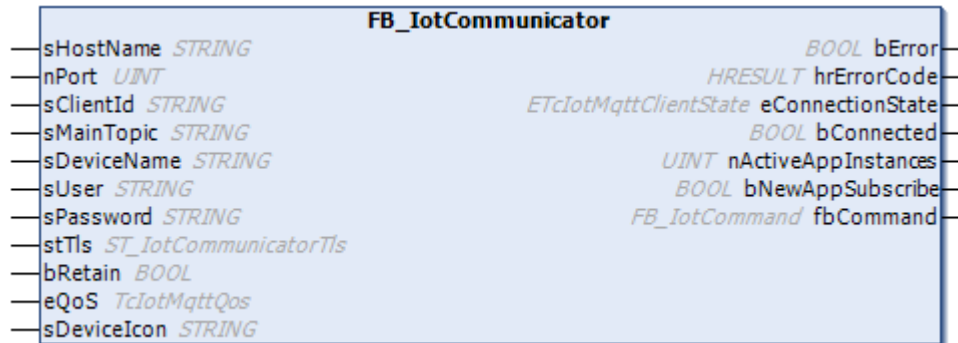 FB_IotCommunicator
sHostName STRING BOOL bError
nPort UINT HRESULT hrErrorCode
sClientId STRING ETcIotMqttClientState eConnectionState
sMainTopic STRING BOOL bConnected
sDeviceName STRING UINT nActiveAppInstances
sUser STRING BOOL bNewAppSubscribe
sPassword STRING FB_IotCommand fbCommand
stTls ST_IotCommunicatorTls
bRetain BOOL
eQoS TcIotMqttQos
sDeviceIcon STRING